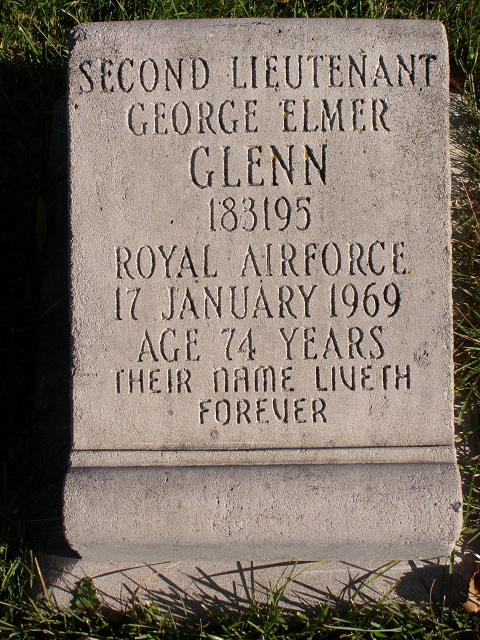 SECOND LIEUTENANT
GEORGE ELMER
GLENN
183195
ROYAL AIRFORCE
17 JANUARY 1969
AGE 74 YEARS
THEIR NAME LIVETH
FOREVER